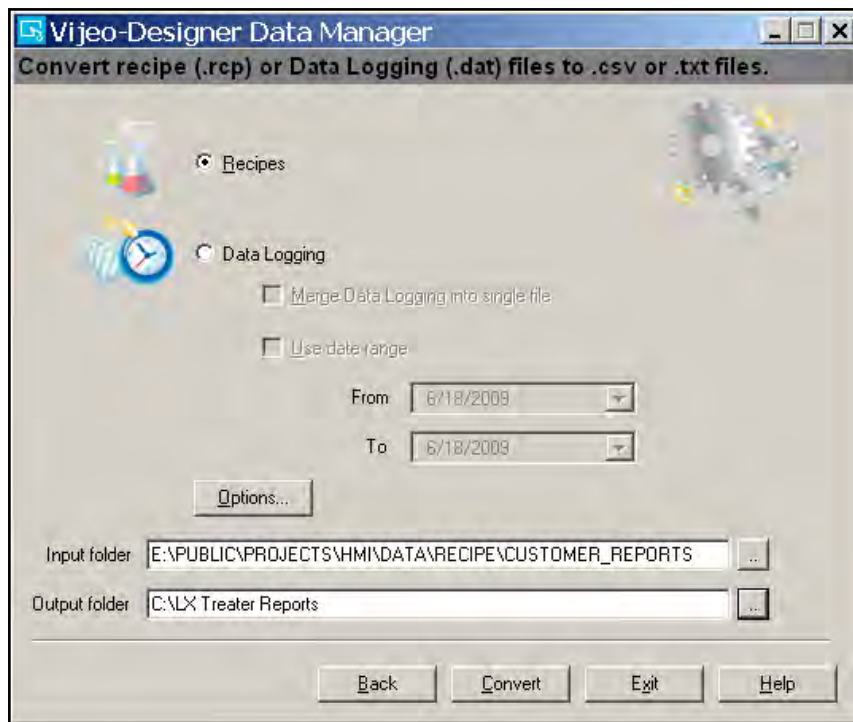 Vijeo-Designer Data Manager
Convert recipe (.rcp) or Data Logging (.dat) files to .csv or .txt files.
Recipes
Data Logging
Merge Data Logging into single file
Use date range
From 6/18/2009
To 6/18/2009
Options...
Input folder E:\PUBLIC\PROJECTS\HMI\DATA\RECIPE\CUSTOMER_REPORTS ...
Output folder C:\LX Treater Reports ...
Back Convert Exit Help